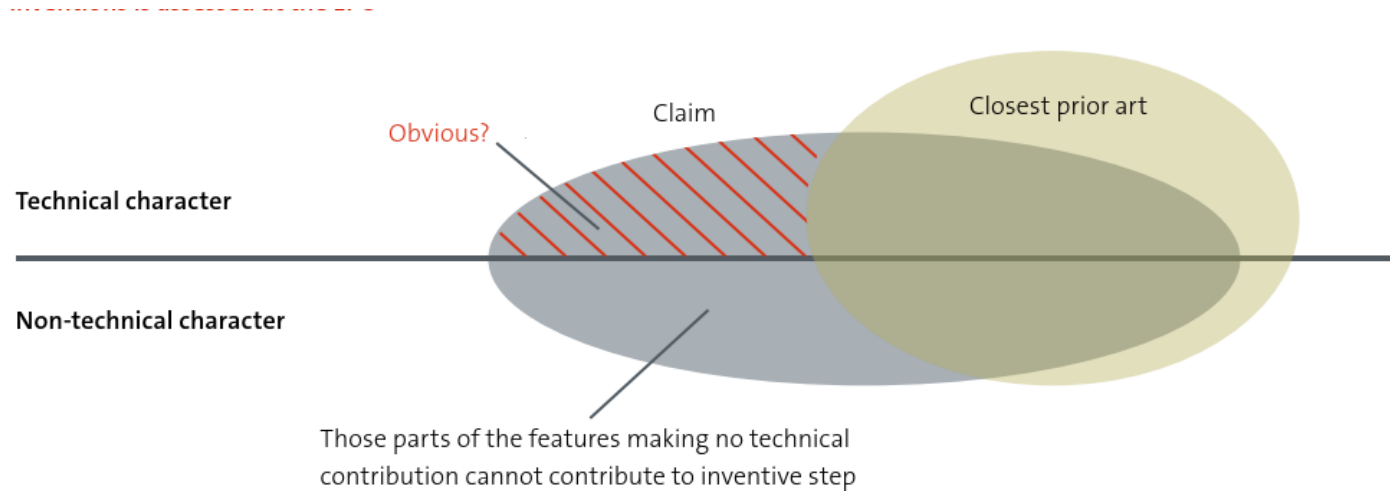 Claim
Closest prior art
Obvious?
Technical character
Non-technical character
Those parts of the features making no technical
contribution cannot contribute to inventive step